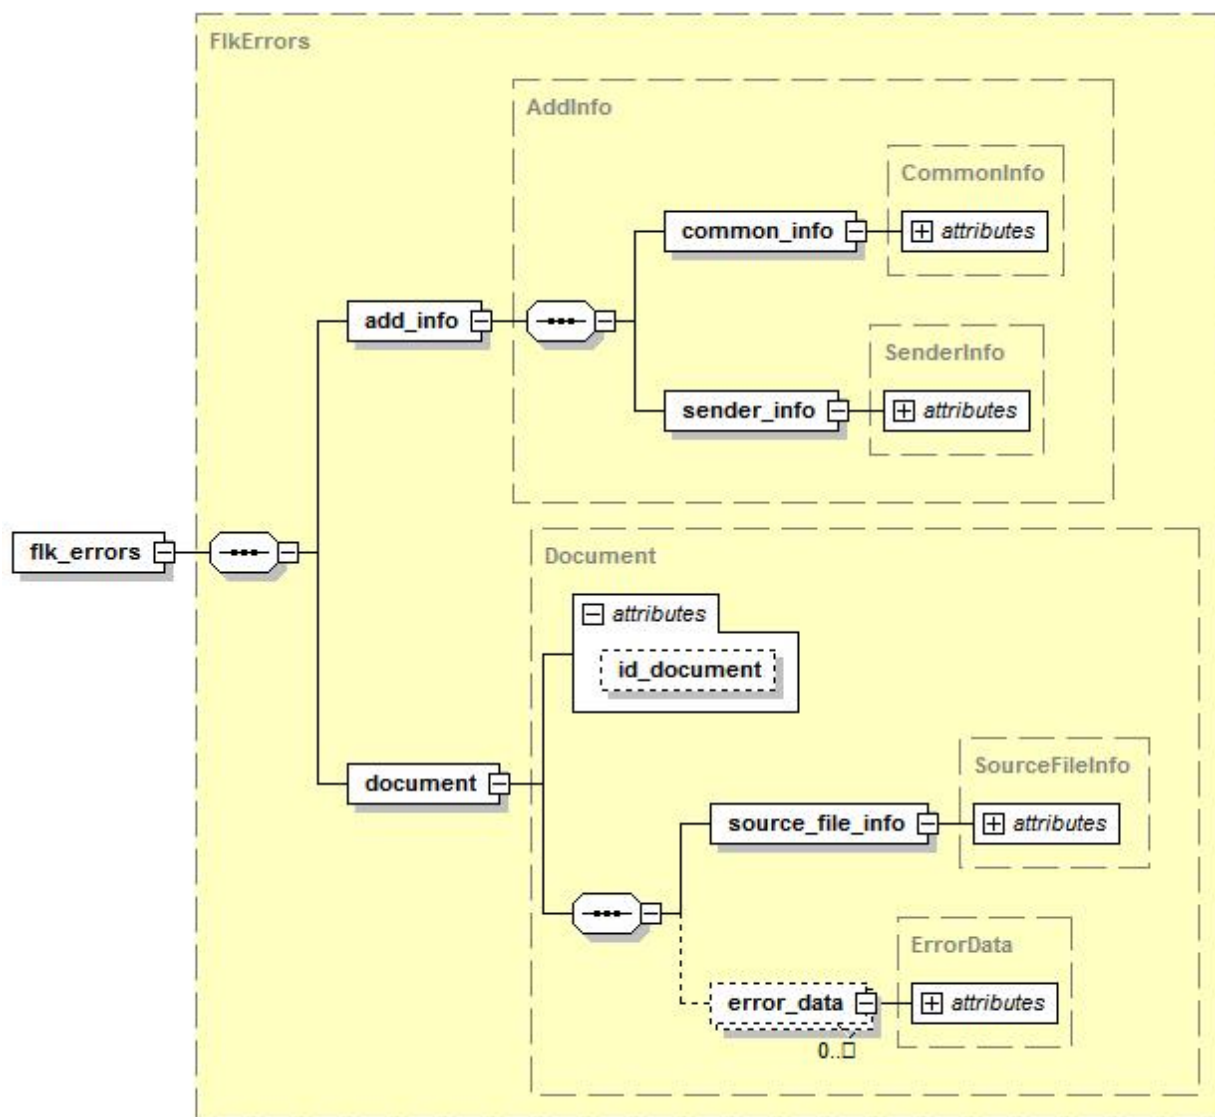 FlkErrors
AddInfo
CommonInfo
common_info
attributes
add_info
SenderInfo
sender_info
attributes
flk_errors
Document
attributes
id_document
document
SourceFileInfo
source_file_info
attributes
ErrorData
error_data
attributes
0..□